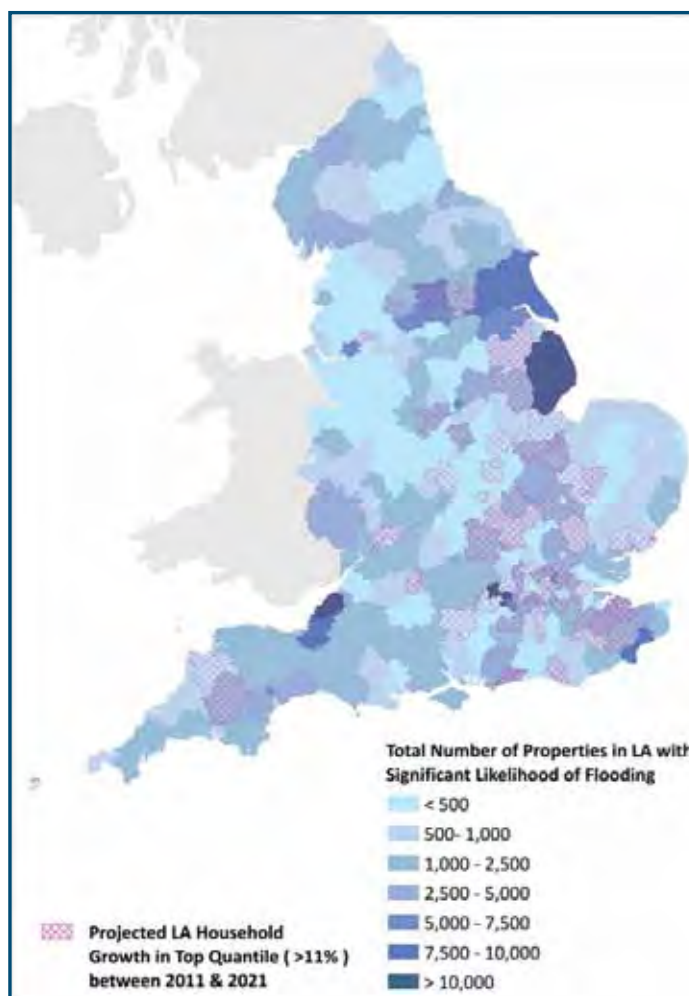 Total Number of Properties in LA with
Significant Likelihood of Flooding
< 500
500- 1,000
1,000 - 2,500
2,500 - 5,000
5,000 - 7,500
7,500 - 10,000
> 10,000
Projected LA Household
Growth in Top Quantile ( >11% )
between 2011 & 2021